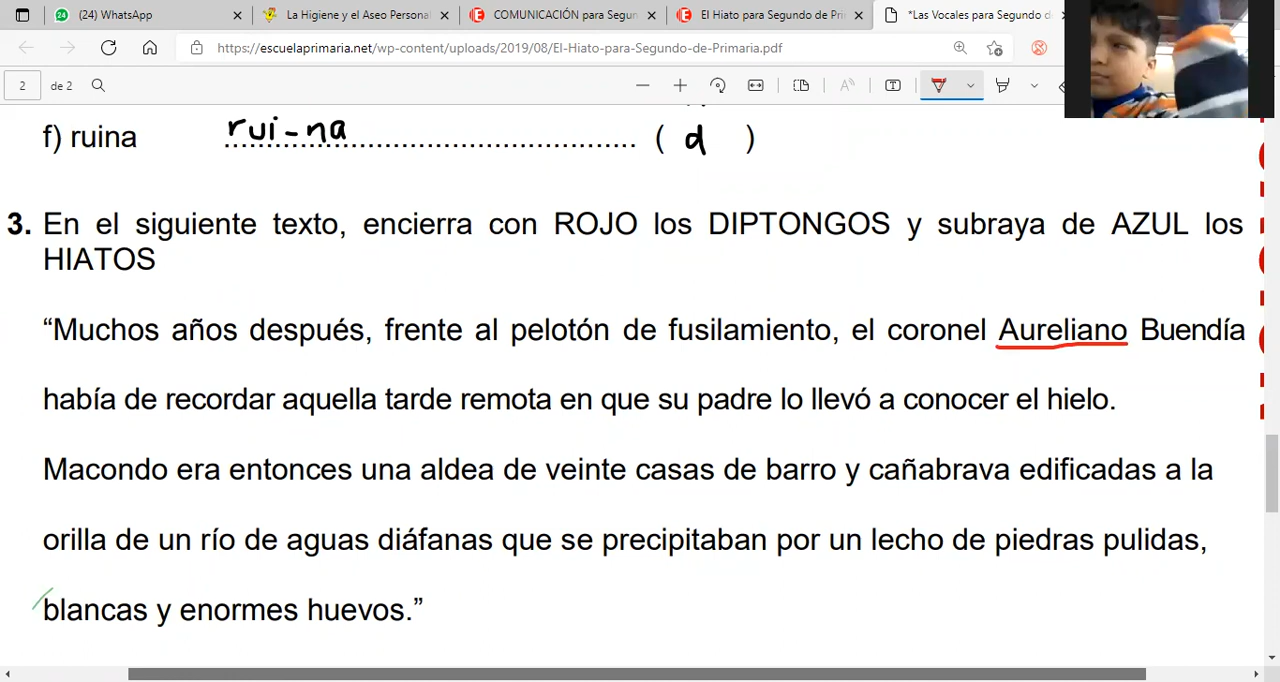 (24) WhatsApp
La Higiene y el Aseo Personal
COMUNICACIÓN para Segun
El Hiato para Segundo de Pri
*Las Vocales para Segundo d
https://escuelaprimaria.net/wp-content/uploads/2019/08/El-Hiato-para-Segundo-de-Primaria.pdf
2 de 2
f) ruina rui-na ( d )
3. En el siguiente texto, encierra con ROJO los DIPTONGOS y subraya de AZUL los
HIATOS
“Muchos años después, frente al pelotón de fusilamiento, el coronel Aureliano Buendía
había de recordar aquella tarde remota en que su padre lo llevó a conocer el hielo.
Macondo era entonces una aldea de veinte casas de barro y cañabrava edificadas a la
orilla de un río de aguas diáfanas que se precipitaban por un lecho de piedras pulidas,
blancas y enormes huevos.”